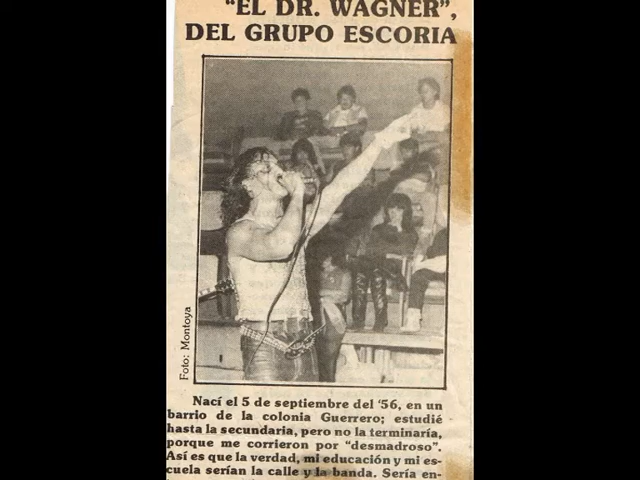 "EL DR. WAGNER",
DEL GRUPO ESCORIA
Foto: Montoya
Nací el 5 de septiembre del '56, en un
barrio de la colonia Guerrero; estudié
hasta la secundaria, pero no la terminaría,
porque me corrieron por "desmadroso".
Así es que la verdad, mi educación y mi es-
cuela serían la calle y la banda. Sería en-